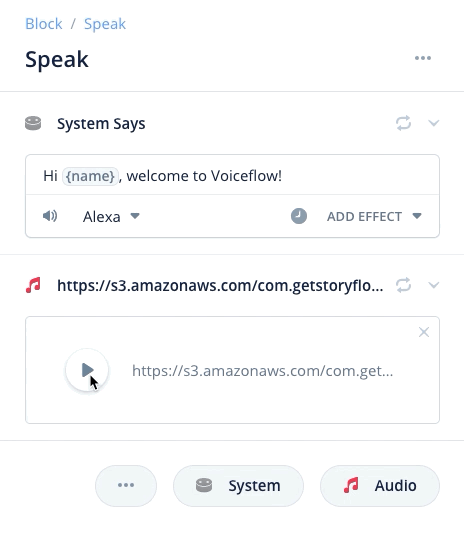 Block / Speak
Speak
System Says
Hi {name}, welcome to Voiceflow!
Alexa ADD EFFECT
https://s3.amazonaws.com/com.getstoryflo...
https://s3.amazonaws.com/com.get...
System Audio